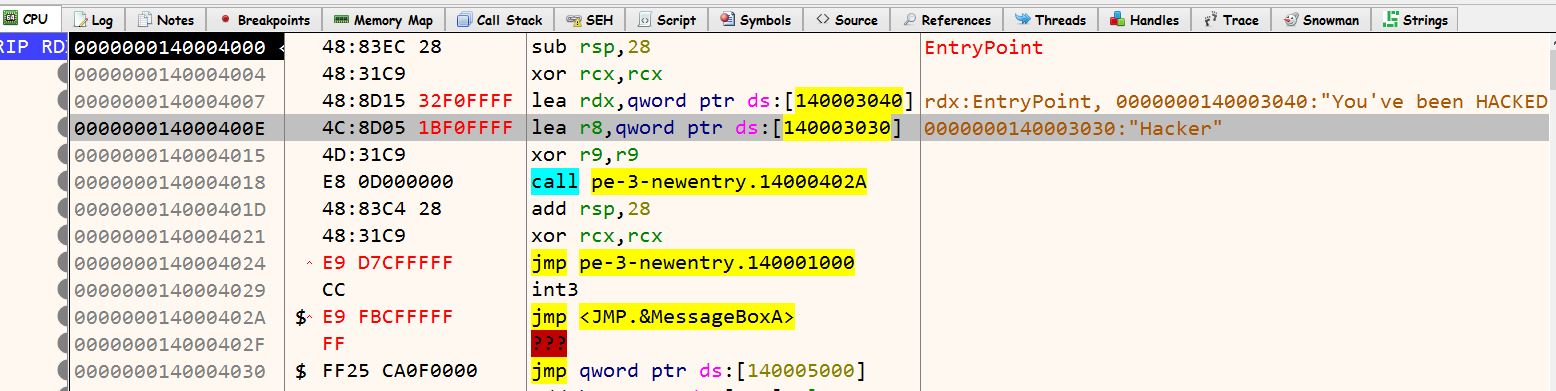 CPU Log Notes Breakpoints Memory Map Call Stack SEH Script Symbols Source References Threads Handles Trace Snowman Strings
RIP RD 0000000140004000 < 48:83EC 28 sub rsp,28 EntryPoint
0000000140004004 48:31C9 xor rcx,rcx
0000000140004007 48:8D15 32F0FFFF lea rdx,qword ptr ds:[140003040] rdx:EntryPoint, 0000000140003040:"You've been HACKED
000000014000400E 4C:8D05 1BF0FFFF lea r8,qword ptr ds:[140003030] 0000000140003030:"Hacker"
0000000140004015 4D:31C9 xor r9,r9
0000000140004018 E8 0D000000 call pe-3-newentry.14000402A
000000014000401D 48:83C4 28 add rsp,28
0000000140004021 48:31C9 xor rcx,rcx
0000000140004024 ^ E9 D7CFFFFF jmp pe-3-newentry.140001000
0000000140004029 CC int3
000000014000402A $^ E9 FBCFFFFF jmp <JMP.&MessageBoxA>
000000014000402F FF ???
0000000140004030 $ FF25 CA0F0000 jmp qword ptr ds:[140005000]